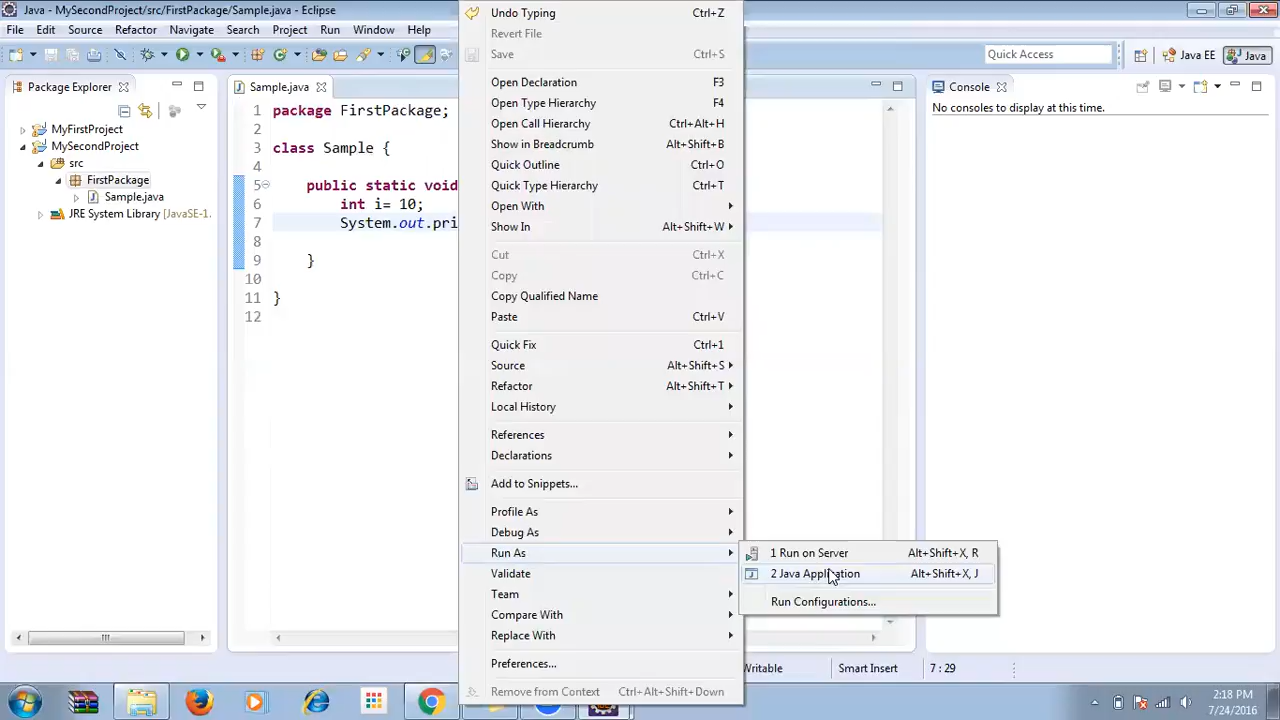 Java - MySecondProject/src/FirstPackage/Sample.java - Eclipse
File Edit Source Refactor Navigate Search Project Run Window Help
Quick Access
Java EE
Java
Package Explorer
MyFirstProject
MySecondProject
src
FirstPackage
Sample.java
JRE System Library [JavaSE-1.
Sample.java
1 package FirstPackage;
2
3 class Sample {
4
5 public static void
6 int i= 10;
7 System.out.pri
8
9 }
10
11 }
12
Undo Typing Ctrl+Z
Revert File
Save Ctrl+S
Open Declaration F3
Open Type Hierarchy F4
Open Call Hierarchy Ctrl+Alt+H
Show in Breadcrumb Alt+Shift+B
Quick Outline Ctrl+O
Quick Type Hierarchy Ctrl+T
Open With
Show In Alt+Shift+W
Cut Ctrl+X
Copy Ctrl+C
Copy Qualified Name
Paste Ctrl+V
Quick Fix Ctrl+1
Source Alt+Shift+S
Refactor Alt+Shift+T
Local History
References
Declarations
Add to Snippets...
Profile As
Debug As
Run As
Validate
Team
Compare With
Replace With
Preferences...
Remove from Context Ctrl+Alt+Shift+Down
1 Run on Server Alt+Shift+X, R
2 Java Application Alt+Shift+X, J
Run Configurations...
Console
No consoles to display at this time.
Writable
Smart Insert
7 : 29
2:18 PM
7/24/2016